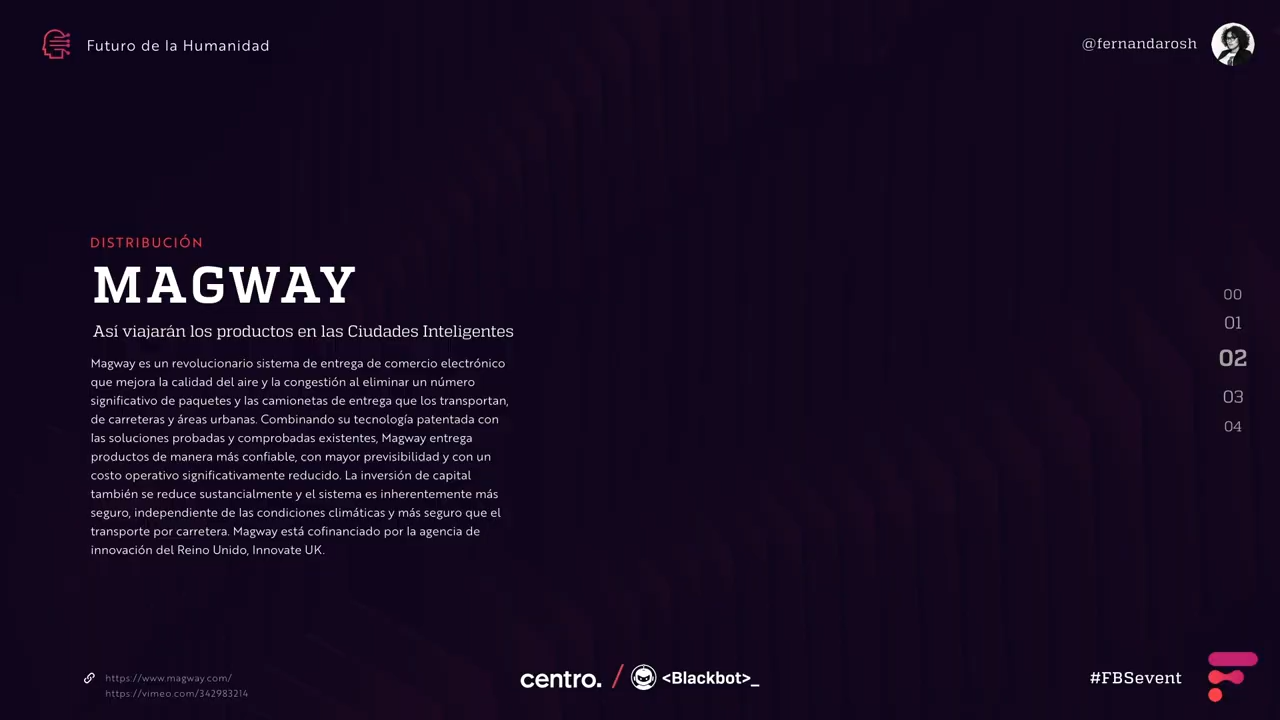 Futuro de la Humanidad
@fernandarosh
DISTRIBUCIÓN
MAGWAY
Así viajarán los productos en las Ciudades Inteligentes
Magway es un revolucionario sistema de entrega de comercio electrónico
que mejora la calidad del aire y la congestión al eliminar un número
significativo de paquetes y las camionetas de entrega que los transportan,
de carreteras y áreas urbanas. Combinando su tecnología patentada con
las soluciones probadas y comprobadas existentes, Magway entrega
productos de manera más confiable, con mayor previsibilidad y con un
costo operativo significativamente reducido. La inversión de capital
también se reduce sustancialmente y el sistema es inherentemente más
seguro, independiente de las condiciones climáticas y más seguro que el
transporte por carretera. Magway está cofinanciado por la agencia de
innovación del Reino Unido, Innovate UK.
00
01
02
03
04
https://www.magway.com/
https://vimeo.com/342983214
centro. / <Blackbot>_
#FBSevent